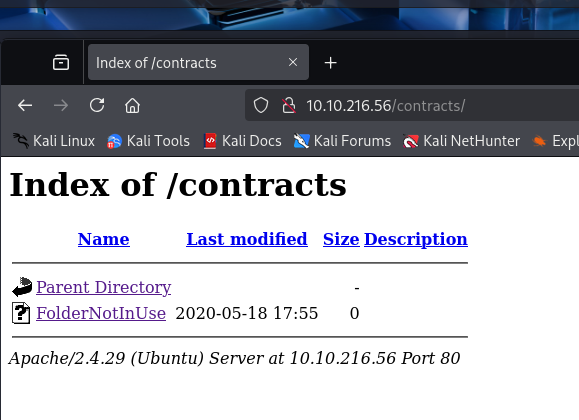 Index of /contracts
10.10.216.56/contracts/
Kali Linux Kali Tools Kali Docs Kali Forums Kali NetHunter Expl
Index of /contracts
Name Last modified Size Description
Parent Directory -
FolderNotInUse 2020-05-18 17:55 0
Apache/2.4.29 (Ubuntu) Server at 10.10.216.56 Port 80